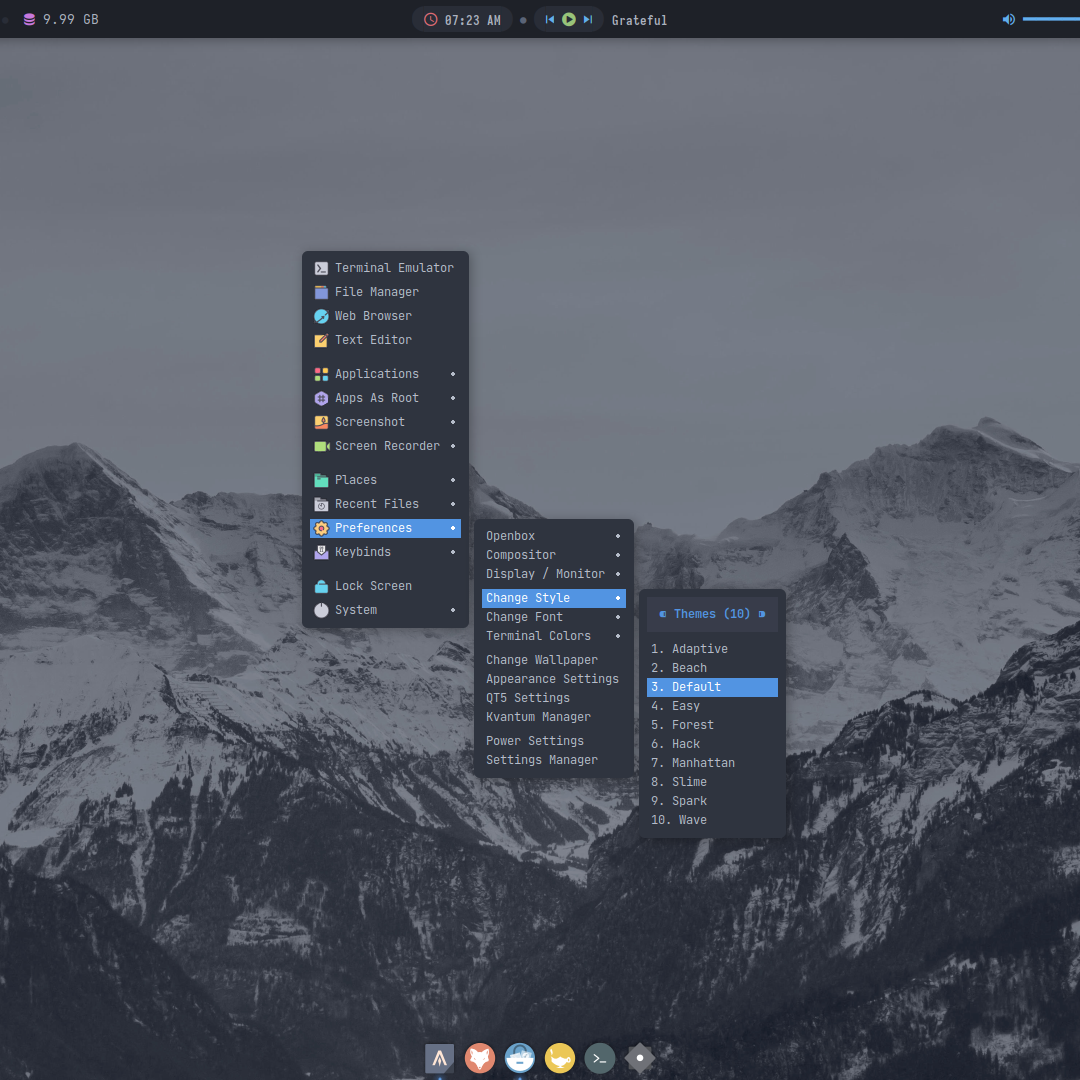 9.99 GB
07:23 AM
Grateful
Terminal Emulator
File Manager
Web Browser
Text Editor
Applications
Apps As Root
Screenshot
Screen Recorder
Places
Recent Files
Preferences
Keybinds
Lock Screen
System
Openbox
Compositor
Display / Monitor
Change Style
Change Font
Terminal Colors
Change Wallpaper
Appearance Settings
QT5 Settings
Kvantum Manager
Power Settings
Settings Manager
Themes (10)
1. Adaptive
2. Beach
3. Default
4. Easy
5. Forest
6. Hack
7. Manhattan
8. Slime
9. Spark
10. Wave